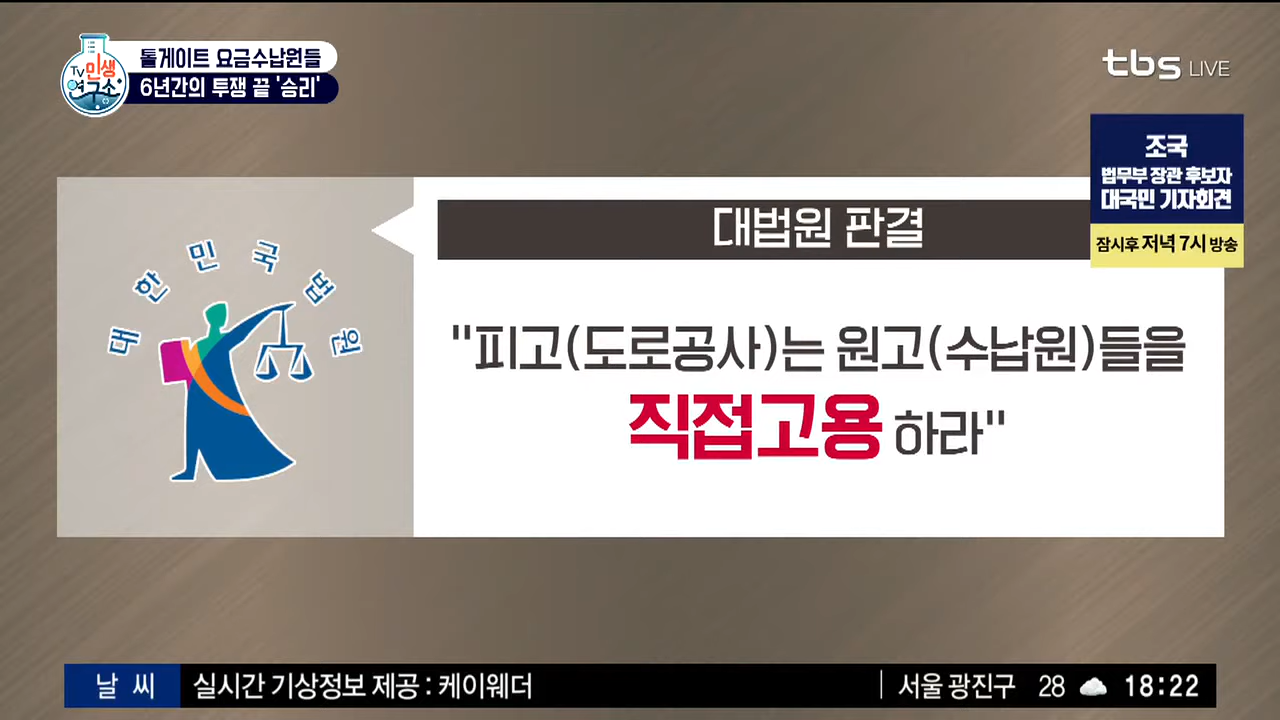 톨게이트 요금수납원들
TV 민생연구소
6년간의 투쟁 끝 '승리'
tbs LIVE
조국
법무부 장관 후보자
대국민 기자회견
잠시후 저녁 7시 방송
대법원 판결
대한민국법원
"피고(도로공사)는 원고(수납원)들을
직접고용 하라"
날 씨 실시간 기상정보 제공 : 케이웨더 서울 광진구 28 18:22